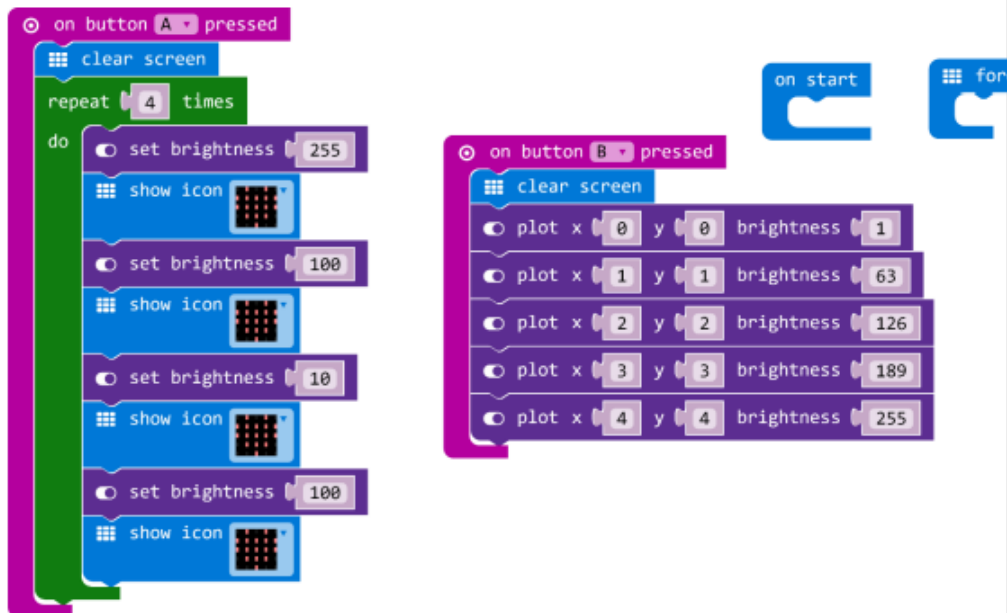 on button A pressed
clear screen
repeat 4 times
do
set brightness 255
show icon
set brightness 100
show icon
set brightness 10
show icon
set brightness 100
show icon
on button B pressed
clear screen
plot x 0 y 0 brightness 1
plot x 1 y 1 brightness 63
plot x 2 y 2 brightness 126
plot x 3 y 3 brightness 189
plot x 4 y 4 brightness 255
on start
for